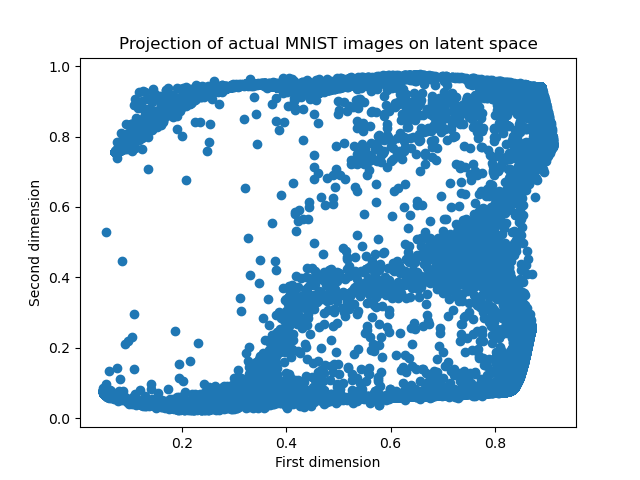 Projection of actual MNIST images on latent space
1.0
0.8
0.6
0.4
0.2
0.0
Second dimension
0.2 0.4 0.6 0.8
First dimension